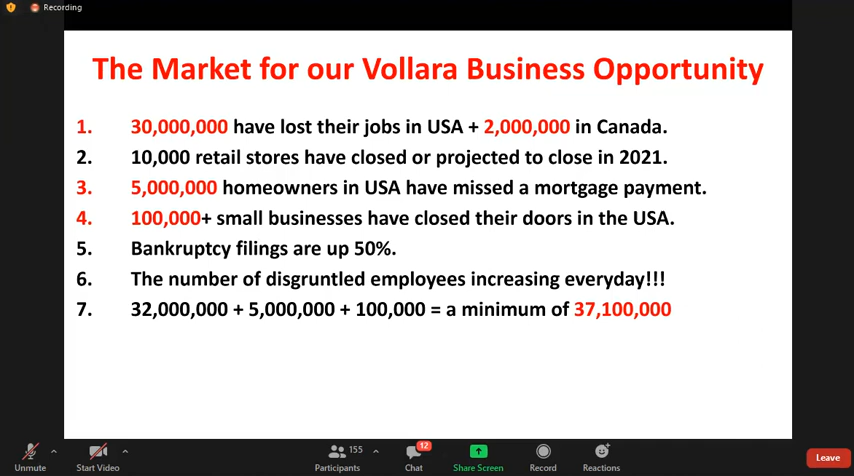 Recording
The Market for our Vollara Business Opportunity
1. 30,000,000 have lost their jobs in USA + 2,000,000 in Canada.
2. 10,000 retail stores have closed or projected to close in 2021.
3. 5,000,000 homeowners in USA have missed a mortgage payment.
4. 100,000+ small businesses have closed their doors in the USA.
5. Bankruptcy filings are up 50%.
6. The number of disgruntled employees increasing everyday!!!
7. 32,000,000 + 5,000,000 + 100,000 = a minimum of 37,100,000
155 12
Unmute Start Video Participants Chat Share Screen Record Reactions Leave